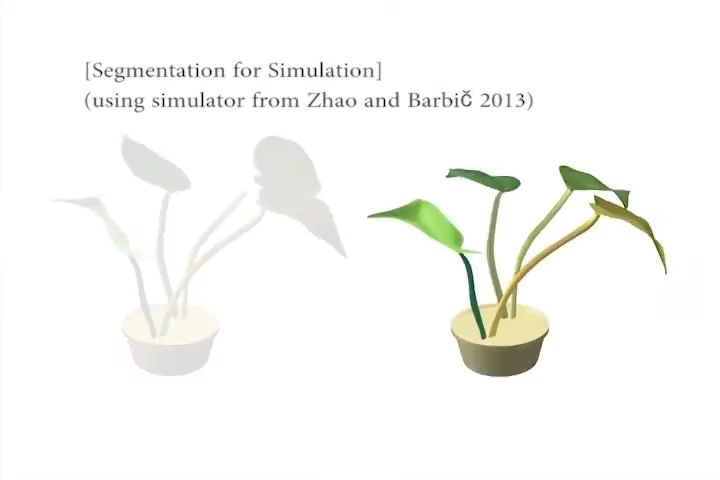 [Segmentation for Simulation]
(using simulator from Zhao and Barbič 2013)